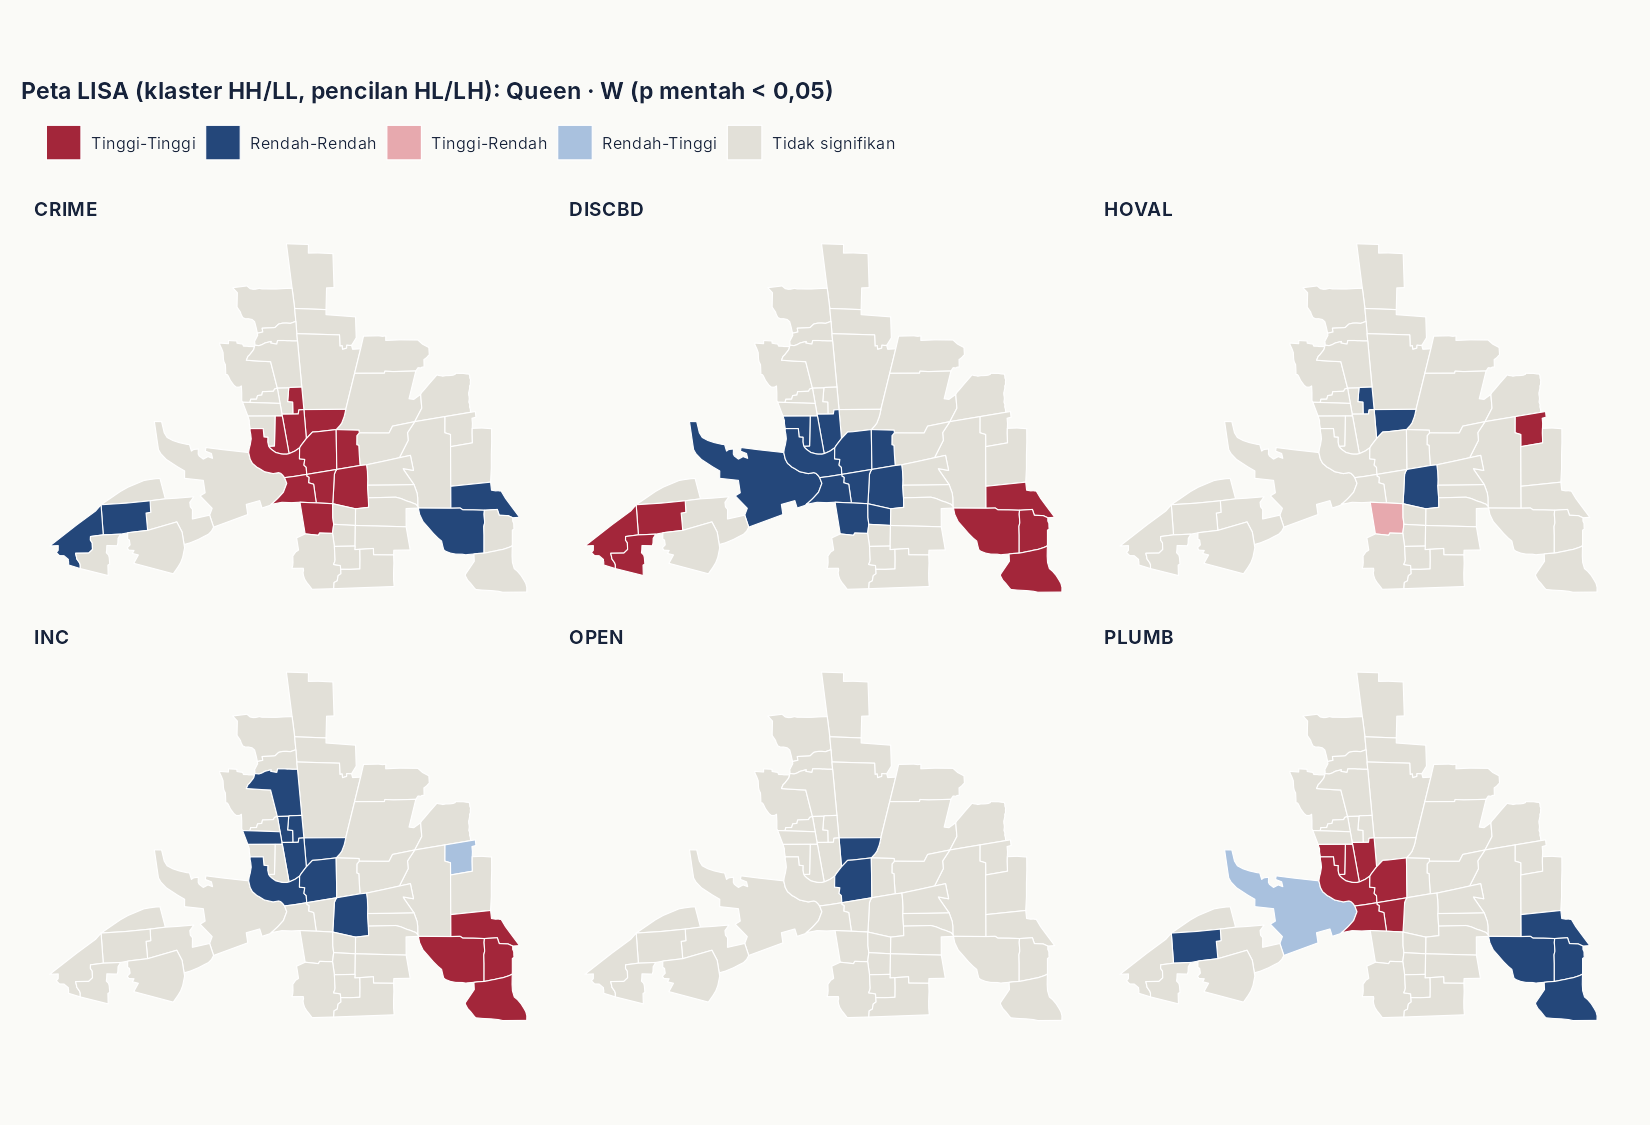 Peta LISA (klaster HH/LL, pencilan HL/LH): Queen · W (p mentah < 0,05)
Tinggi-Tinggi Rendah-Rendah Tinggi-Rendah Rendah-Tinggi Tidak signifikan
CRIME DISCBD HOVAL
INC OPEN PLUMB